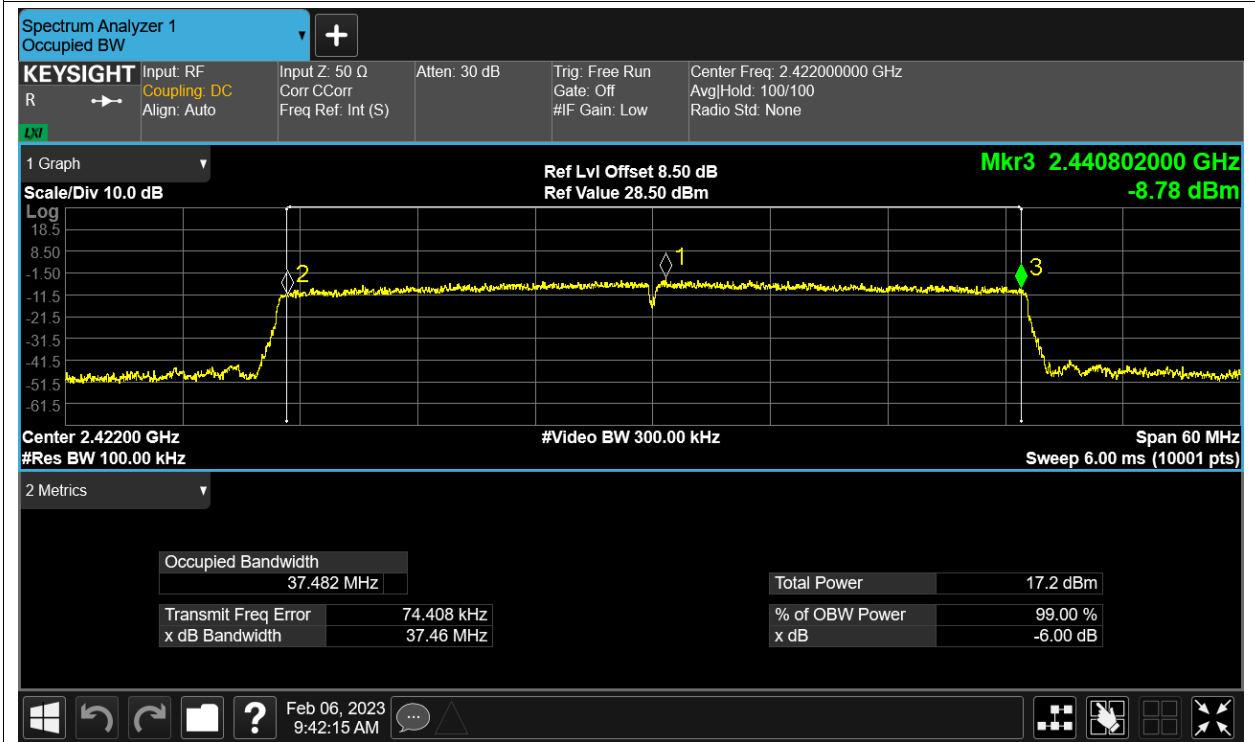 Spectrum Analyzer 1
Occupied BW
▼
+
KEYSIGHT
R
LXI
Input: RF
Coupling: DC
Align: Auto
Input Z: 50 Ω
Corr CCorr
Freq Ref: Int (S)
Atten: 30 dB
Trig: Free Run
Gate: Off
#IF Gain: Low
Center Freq: 2.422000000 GHz
Avg|Hold: 100/100
Radio Std: None
1 Graph
Scale/Div 10.0 dB
Ref Lvl Offset 8.50 dB
Ref Value 28.50 dBm
Mkr3 2.440802000 GHz
-8.78 dBm
Log
18.5
8.50
-1.50
-11.5
-21.5
-31.5
-41.5
-51.5
-61.5
2
1
3
Center 2.42200 GHz
#Video BW 300.00 kHz
Span 60 MHz
#Res BW 100.00 kHz
Sweep 6.00 ms (10001 pts)
2 Metrics
Occupied Bandwidth
37.482 MHz
Transmit Freq Error 74.408 kHz
x dB Bandwidth 37.46 MHz
Total Power 17.2 dBm
% of OBW Power 99.00 %
x dB -6.00 dB
?
Feb 06, 2023
9:42:15 AM